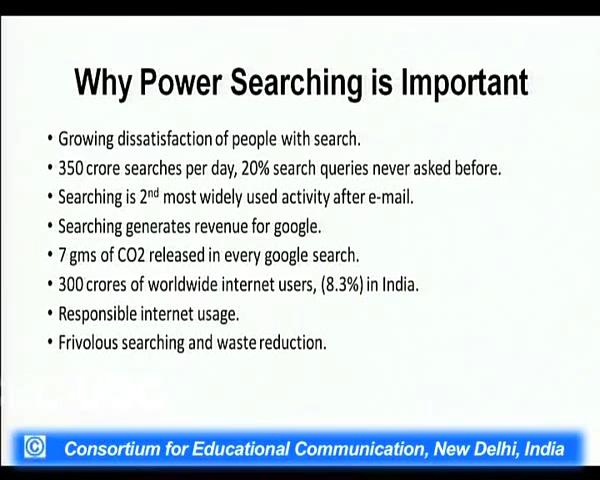 Why Power Searching is Important
• Growing dissatisfaction of people with search.
• 350 crore searches per day, 20% search queries never asked before.
• Searching is 2nd most widely used activity after e-mail.
• Searching generates revenue for google.
• 7 gms of CO2 released in every google search.
• 300 crores of worldwide internet users, (8.3%) in India.
• Responsible internet usage.
• Frivolous searching and waste reduction.
© Consortium for Educational Communication, New Delhi, India